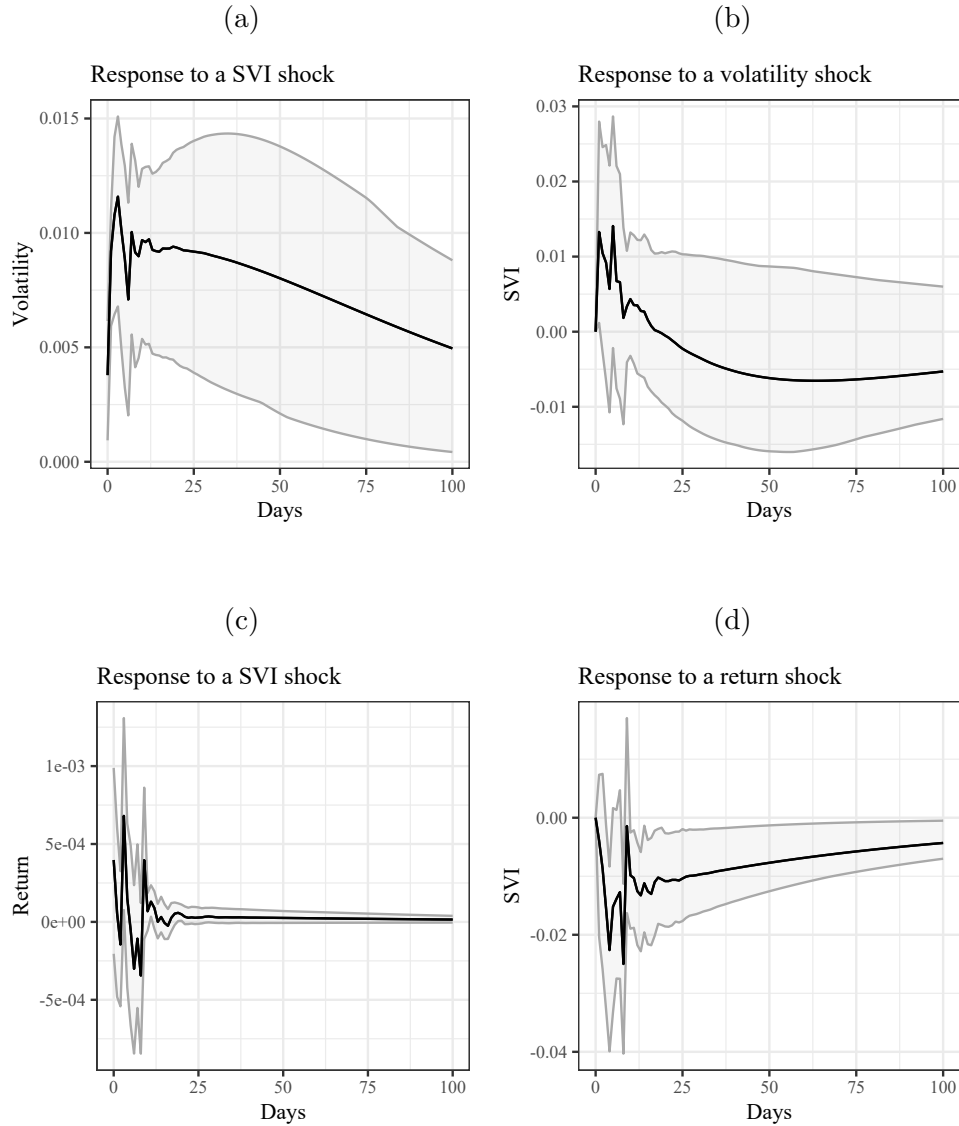 (a)
Response to a SVI shock
Volatility
0.015
0.010
0.005
0.000
0
25
50
75
100
Days
(b)
Response to a volatility shock
SVI
0.03
0.02
0.01
0.00
-0.01
0
25
50
75
100
Days
(c)
Response to a SVI shock
Return
1e-03
5e-04
0e+00
-5e-04
0
25
50
75
100
Days
(d)
Response to a return shock
SVI
0.00
-0.02
-0.04
0
25
50
75
100
Days